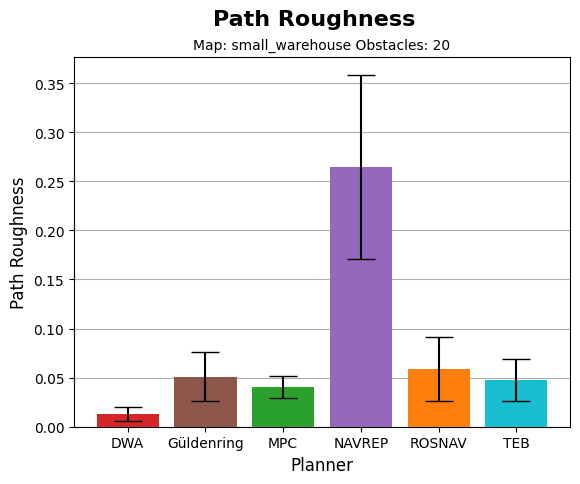 Path Roughness
Map: small_warehouse Obstacles: 20
Path Roughness
0.35
0.30
0.25
0.20
0.15
0.10
0.05
0.00
DWA Güldenring MPC NAVREP ROSNAV TEB
Planner